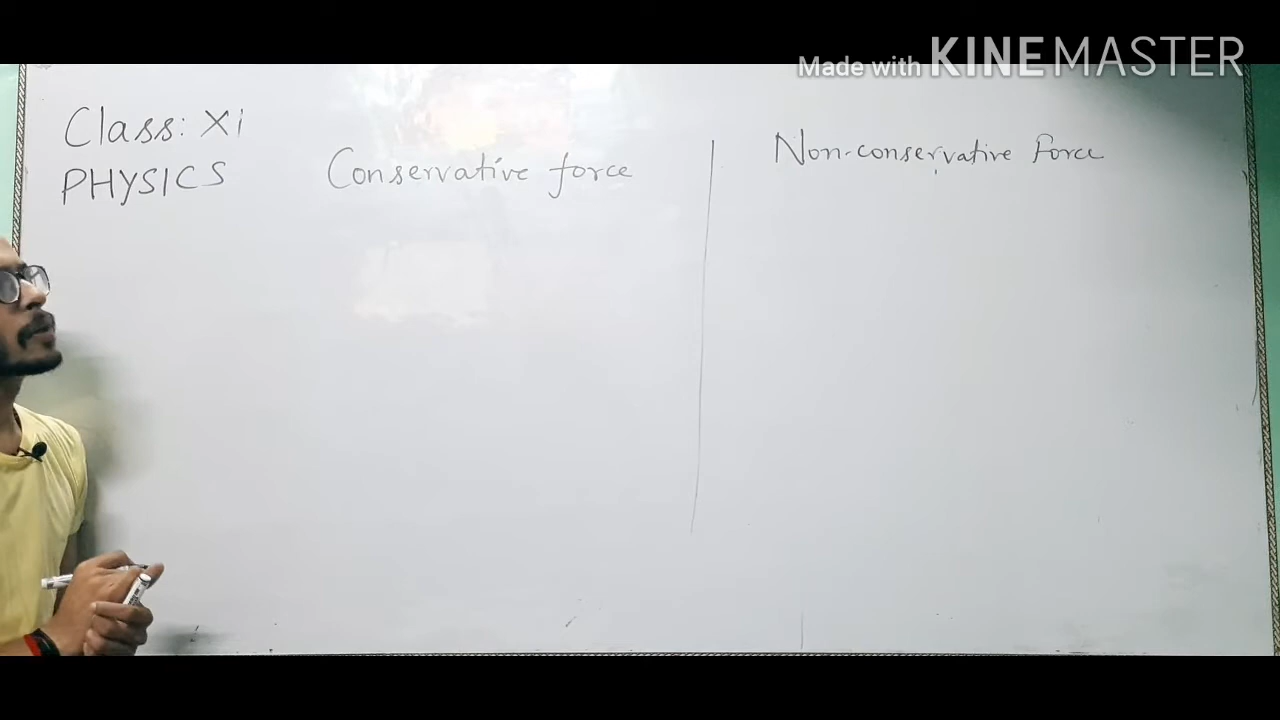 Made with KINEMASTER
Class: XI
PHYSICS
Conservative force
Non-conservative Force